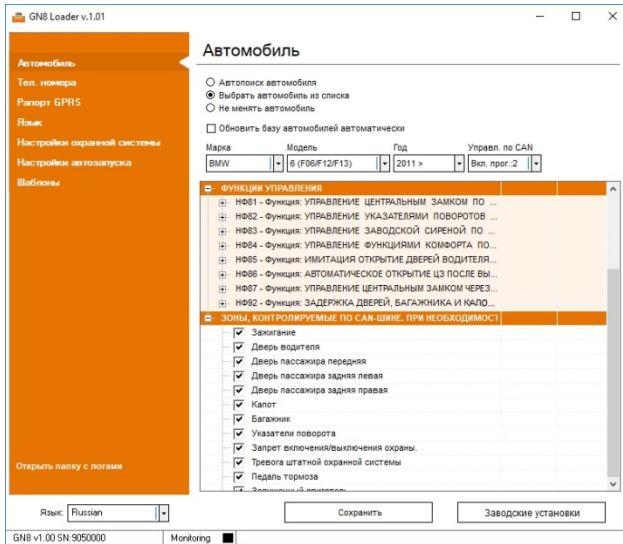 GN8 Loader v.1.01
Автомобиль
Тел. номера
Рапорт GPRS
Язык
Настройки охранной системы
Настройки автозапуска
Шаблоны
Открыть папку с логами
Автомобиль
Автопоиск автомобиля
Выбрать автомобиль из списка
Не менять автомобиль
Обновить базу автомобилей автоматически
Марка Модель Год Управл. по CAN
BMW 6 (F06/F12/F13) 2011 > Вкл. прог.:2
ФУНКЦИИ УПРАВЛЕНИЯ
НФ81 - Функция: УПРАВЛЕНИЕ ЦЕНТРАЛЬНЫМ ЗАМКОМ ПО ...
НФ82 - Функция: УПРАВЛЕНИЕ УКАЗАТЕЛЯМИ ПОВОРОТОВ ...
НФ83 - Функция: УПРАВЛЕНИЕ ЗАВОДСКОЙ СИРЕНОЙ ПО ...
НФ84 - Функция: УПРАВЛЕНИЕ ФУНКЦИЯМИ КОМФОРТА ПО...
НФ85 - Функция: ИМИТАЦИЯ ОТКРЫТИЕ ДВЕРЕЙ ВОДИТЕЛЯ...
НФ86 - Функция: АВТОМАТИЧЕСКОЕ ОТКРЫТИЕ ЦЗ ПОСЛЕ ВЫ...
НФ87 - Функция: УПРАВЛЕНИЕ ЦЕНТРАЛЬНЫМ ЗАМКОМ ЧЕРЕЗ...
НФ92 - Функция: ЗАДЕРЖКА ДВЕРЕЙ, БАГАЖНИКА И КАПО...
ЗОНЫ, КОНТРОЛИРУЕМЫЕ ПО CAN-ШИНЕ. ПРИ НЕОБХОДИМОСТ
Зажигание
Дверь водителя
Дверь пассажира передняя
Дверь пассажира задняя левая
Дверь пассажира задняя правая
Капот
Багажник
Указатели поворота
Запрет включения/выключения охраны.
Тревога штатной охранной системы
Педаль тормоза
Запущенный двигатель
Язык: Russian
Сохранить
Заводские установки
GN8 v1.00 SN:9050000 Monitoring